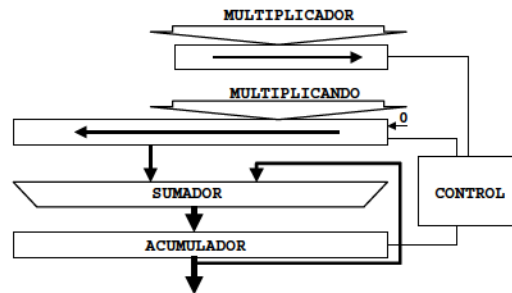 MULTIPLICADOR
MULTIPLICANDO
0
SUMADOR
CONTROL
ACUMULADOR